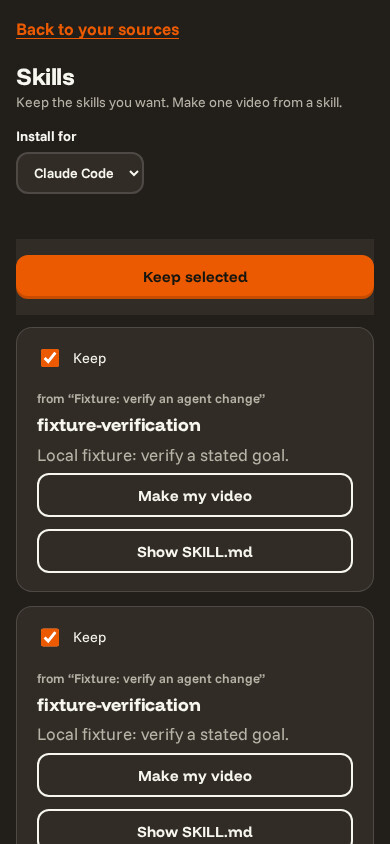 Back to your sources
Skills
Keep the skills you want. Make one video from a skill.
Install for
Claude Code
Keep selected
Keep
from “Fixture: verify an agent change”
fixture-verification
Local fixture: verify a stated goal.
Make my video
Show SKILL.md
Keep
from “Fixture: verify an agent change”
fixture-verification
Local fixture: verify a stated goal.
Make my video
Show SKILL.md